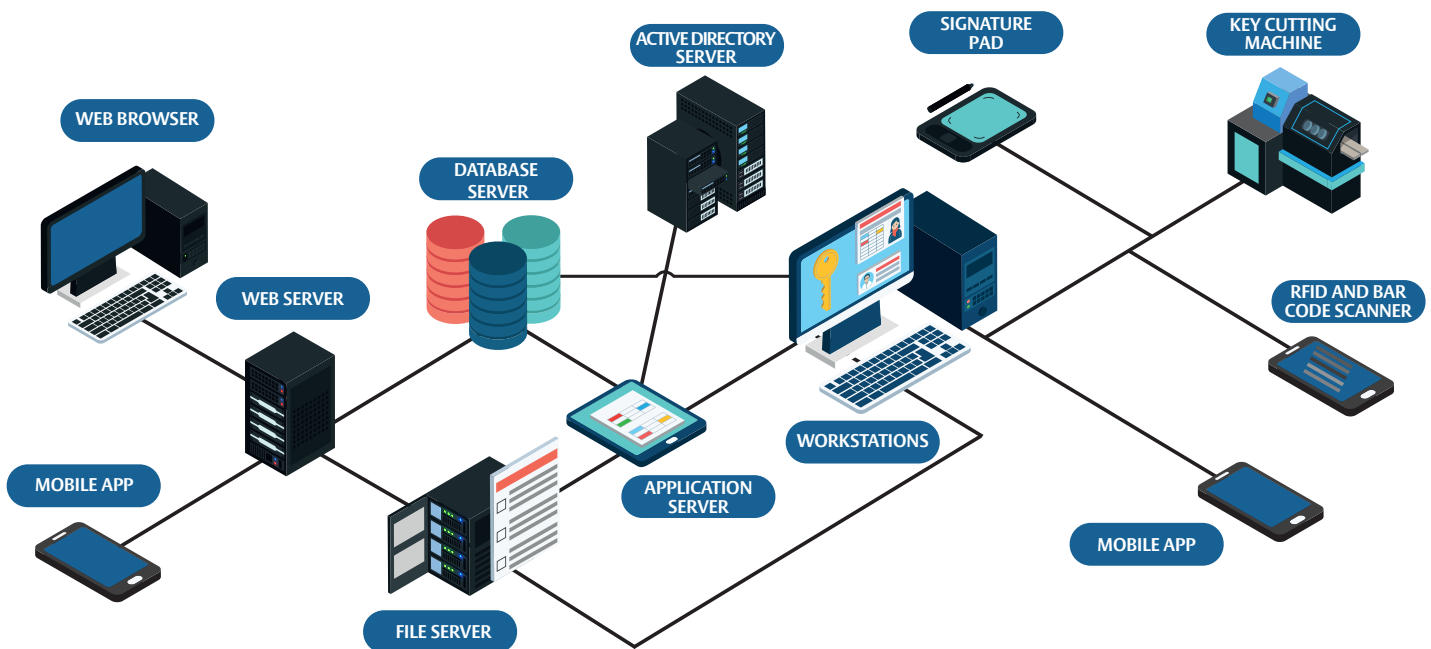 SIGNATURE
PAD
KEY CUTTING
MACHINE
ACTIVE DIRECTORY
SERVER
WEB BROWSER
DATABASE
SERVER
WEB SERVER
RFID AND BAR
CODE SCANNER
WORKSTATIONS
MOBILE APP
APPLICATION
SERVER
MOBILE APP
FILE SERVER